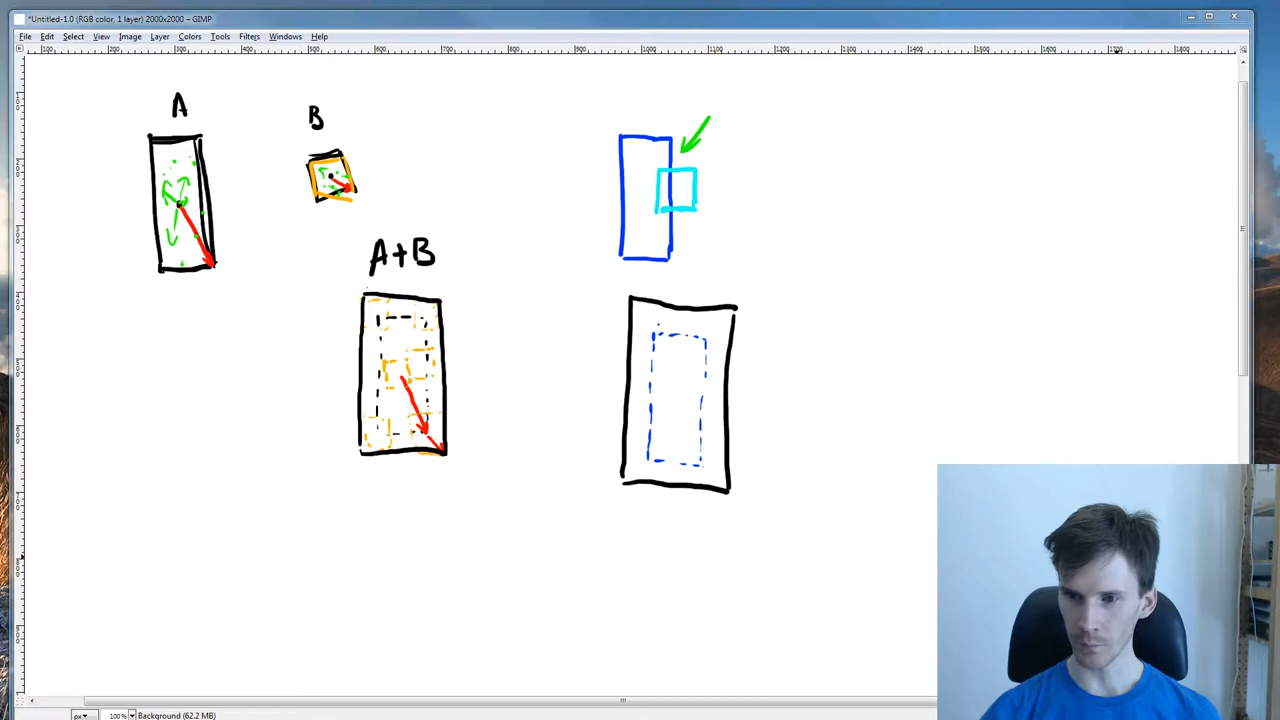 *Untitled-1.0 (RGB color, 1 layer) 2000x2000 – GIMP
File Edit Select View Image Layer Colors Tools Filters Windows Help
A
B
A+B
px 100 % Background (62.2 MB)